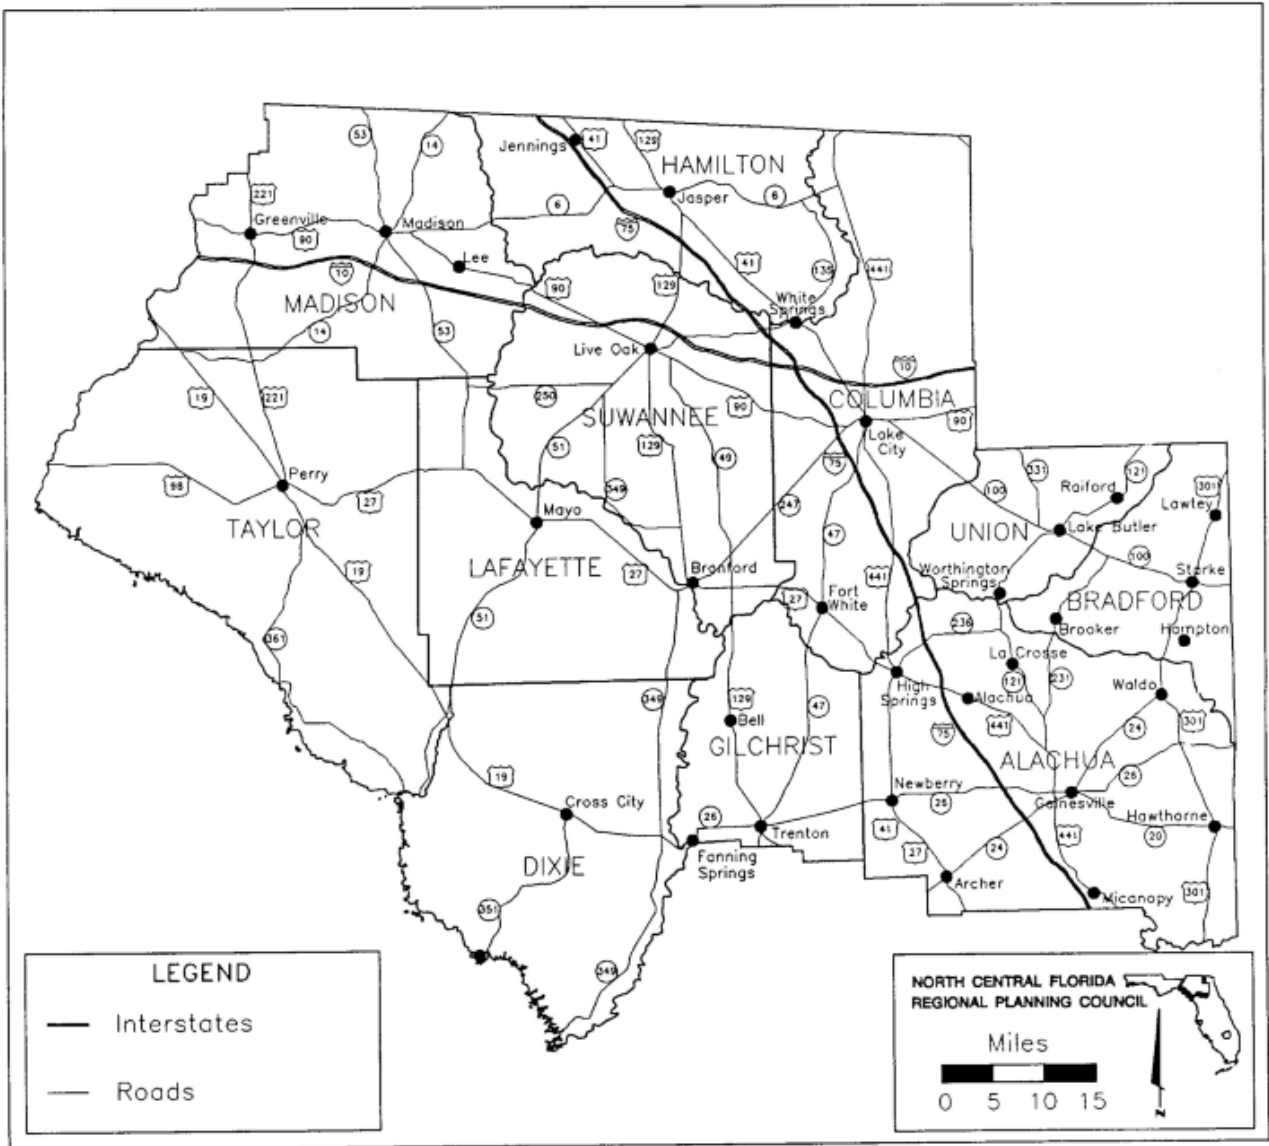 53
14
Jennings
41
129
HAMILTON
221
6
Jasper
6
Greenville
90
Madison
75
Lee
41
135
441
10
90
129
White
Springs
MADISON
14
53
Live Oak
10
19
221
250
SUWANNEE
90
COLUMBIA
90
51
129
49
Lake
City
75
Perry
98
27
349
247
100
231
121
Raiford
301
Lawtey
TAYLOR
Mayo
47
UNION
Lake Butler
19
LAFAYETTE
27
Branford
441
100
Starke
Worthington
Springs
27
Fort
White
BRADFORD
361
51
236
Brooker
Hampton
La Crosse
349
129
47
High
Springs
121
231
Alachua
Waldo
Bell
441
24
301
GILCHRIST
75
ALACHUA
26
19
Cross City
Newberry
26
Gainesville
Hawthorne
26
Trenton
41
441
20
DIXIE
Fanning
Springs
27
24
Archer
301
Micanopy
351
349
LEGEND
Interstates
Roads
NORTH CENTRAL FLORIDA
REGIONAL PLANNING COUNCIL
Miles
0 5 10 15
N